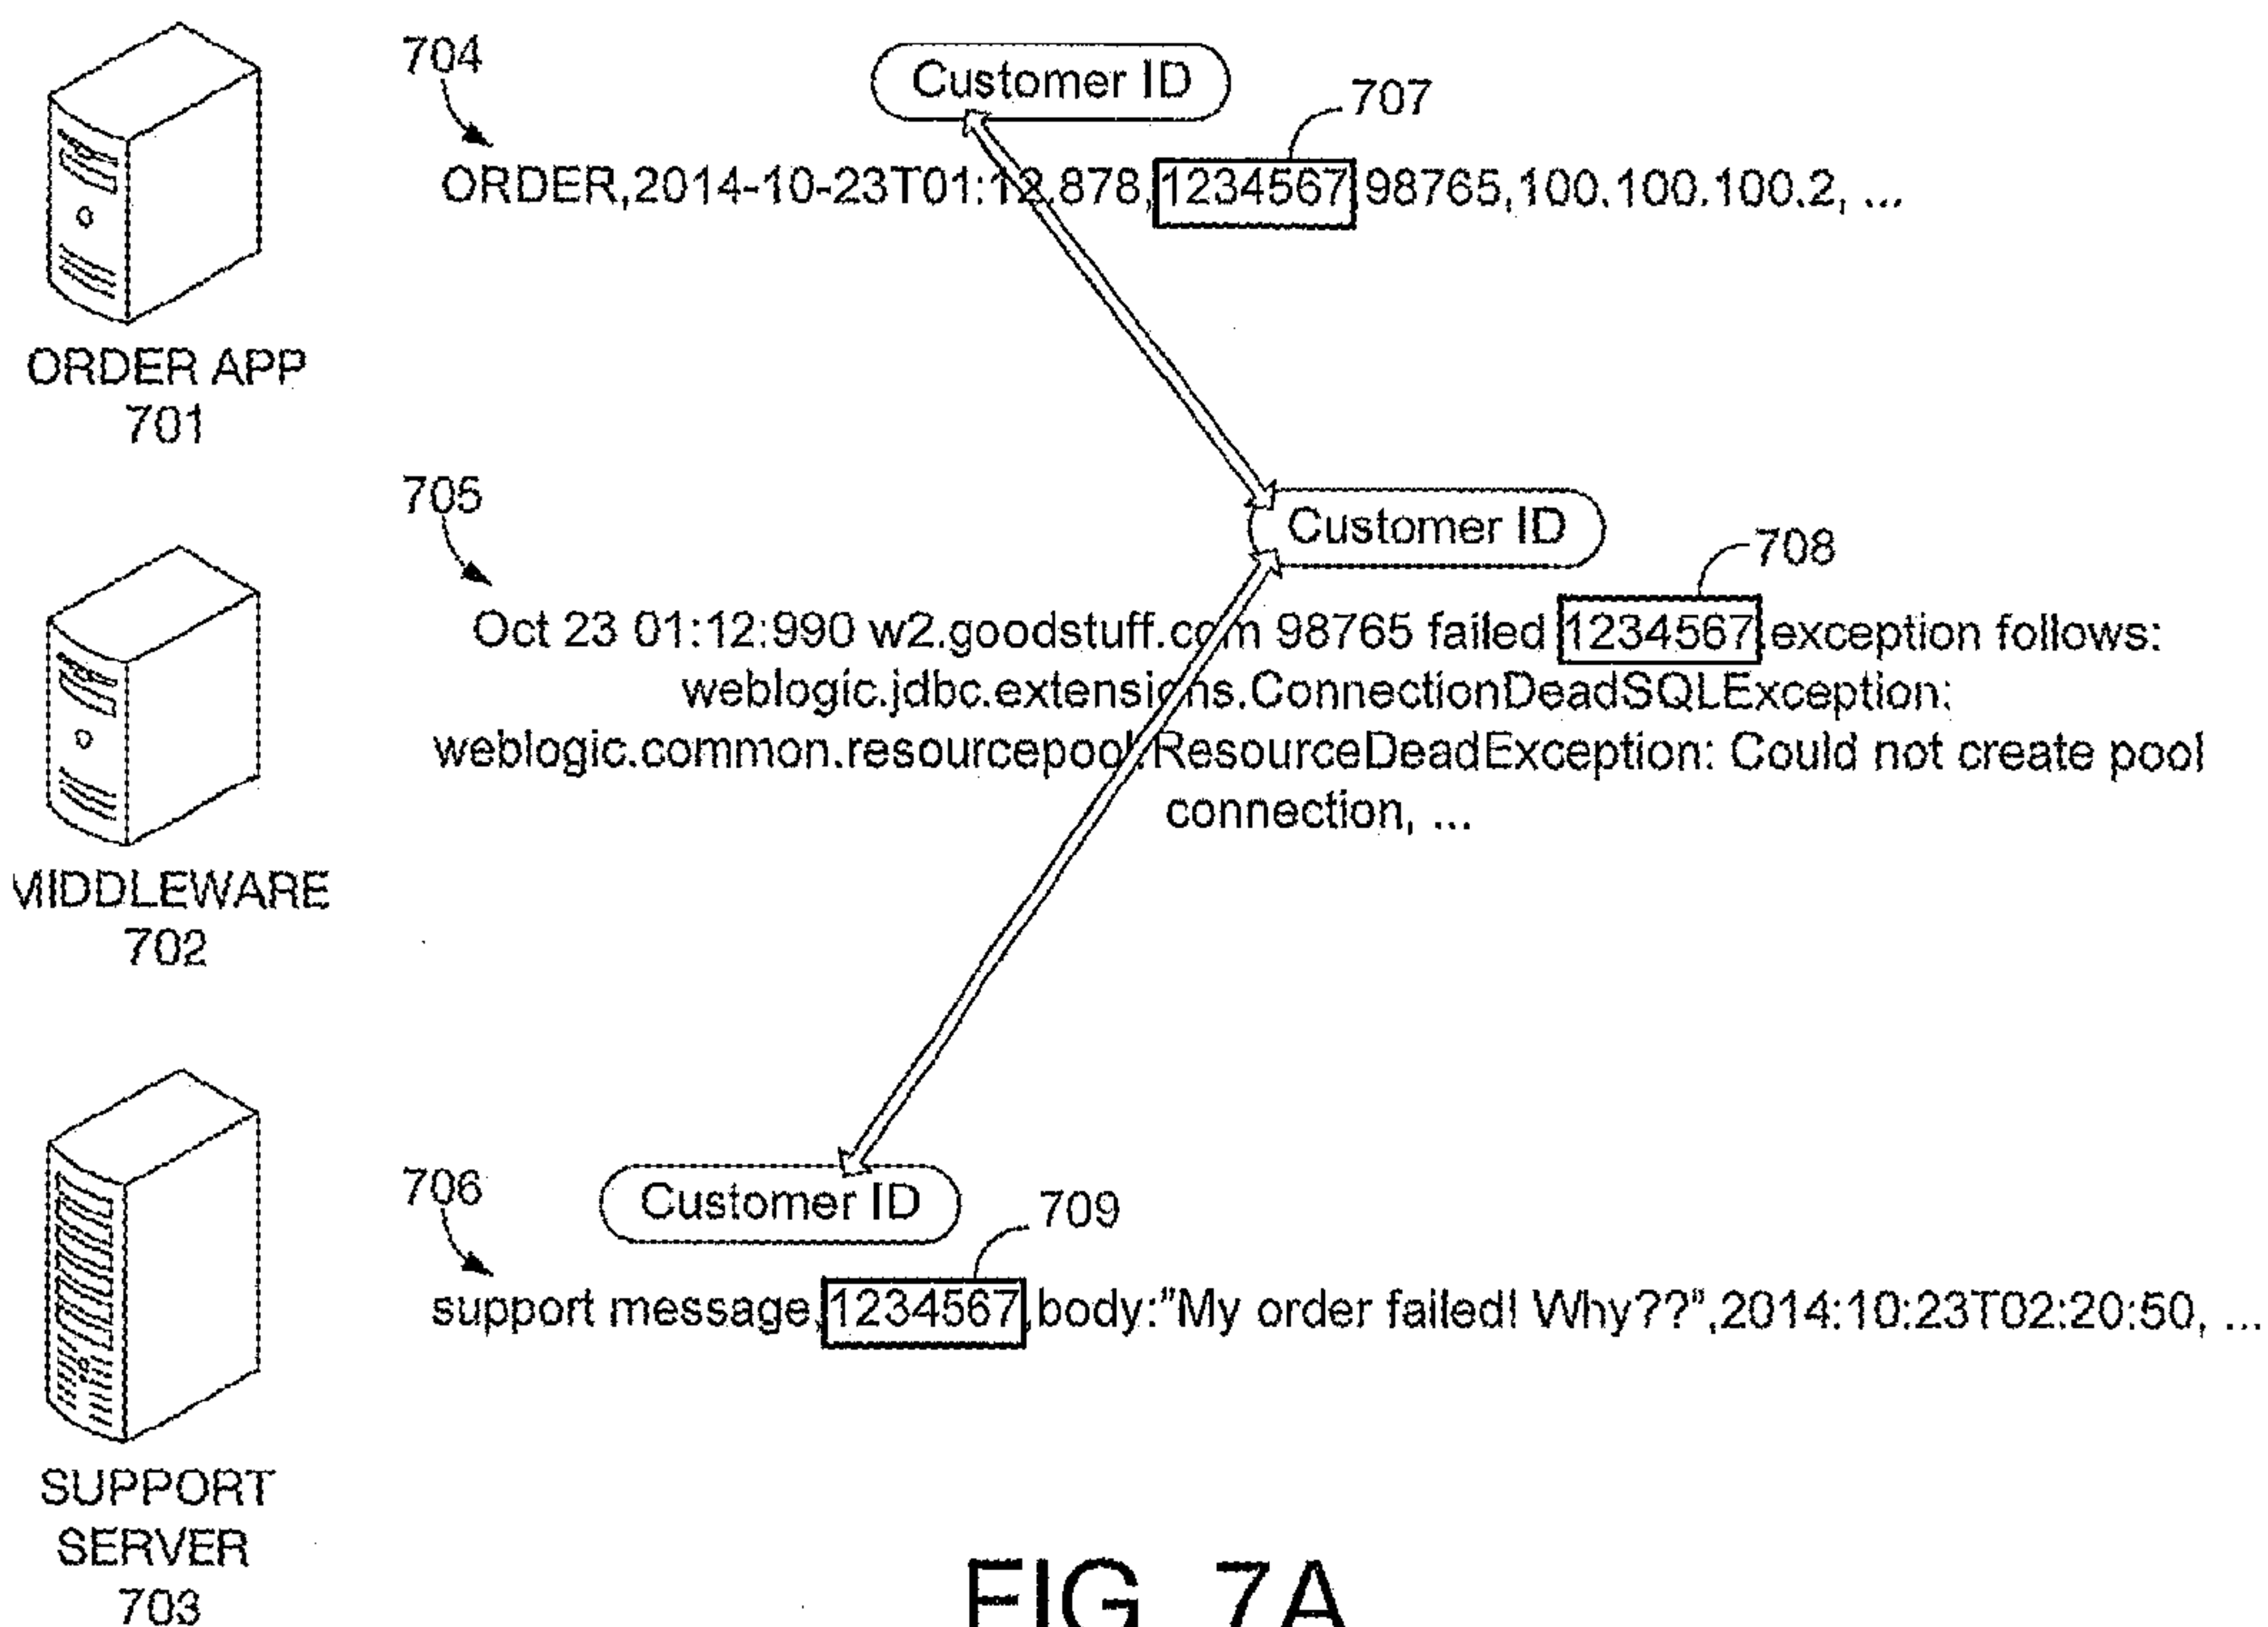 704
Customer ID
707
ORDER,2014-10-23T01:12.878,1234567,98765,100.100.100.2, ...
ORDER APP
701
705
Customer ID
708
Oct 23 01:12:990 w2.goodstuff.com 98765 failed 1234567 exception follows:
weblogic.jdbc.extensions.ConnectionDeadSQLException:
weblogic.common.resourcepool.ResourceDeadException: Could not create pool
connection, ...
MIDDLEWARE
702
706
Customer ID
709
support message,1234567,body:"My order failed! Why??",2014:10:23T02:20:50, ...
SUPPORT
SERVER
703
FIG. 7A